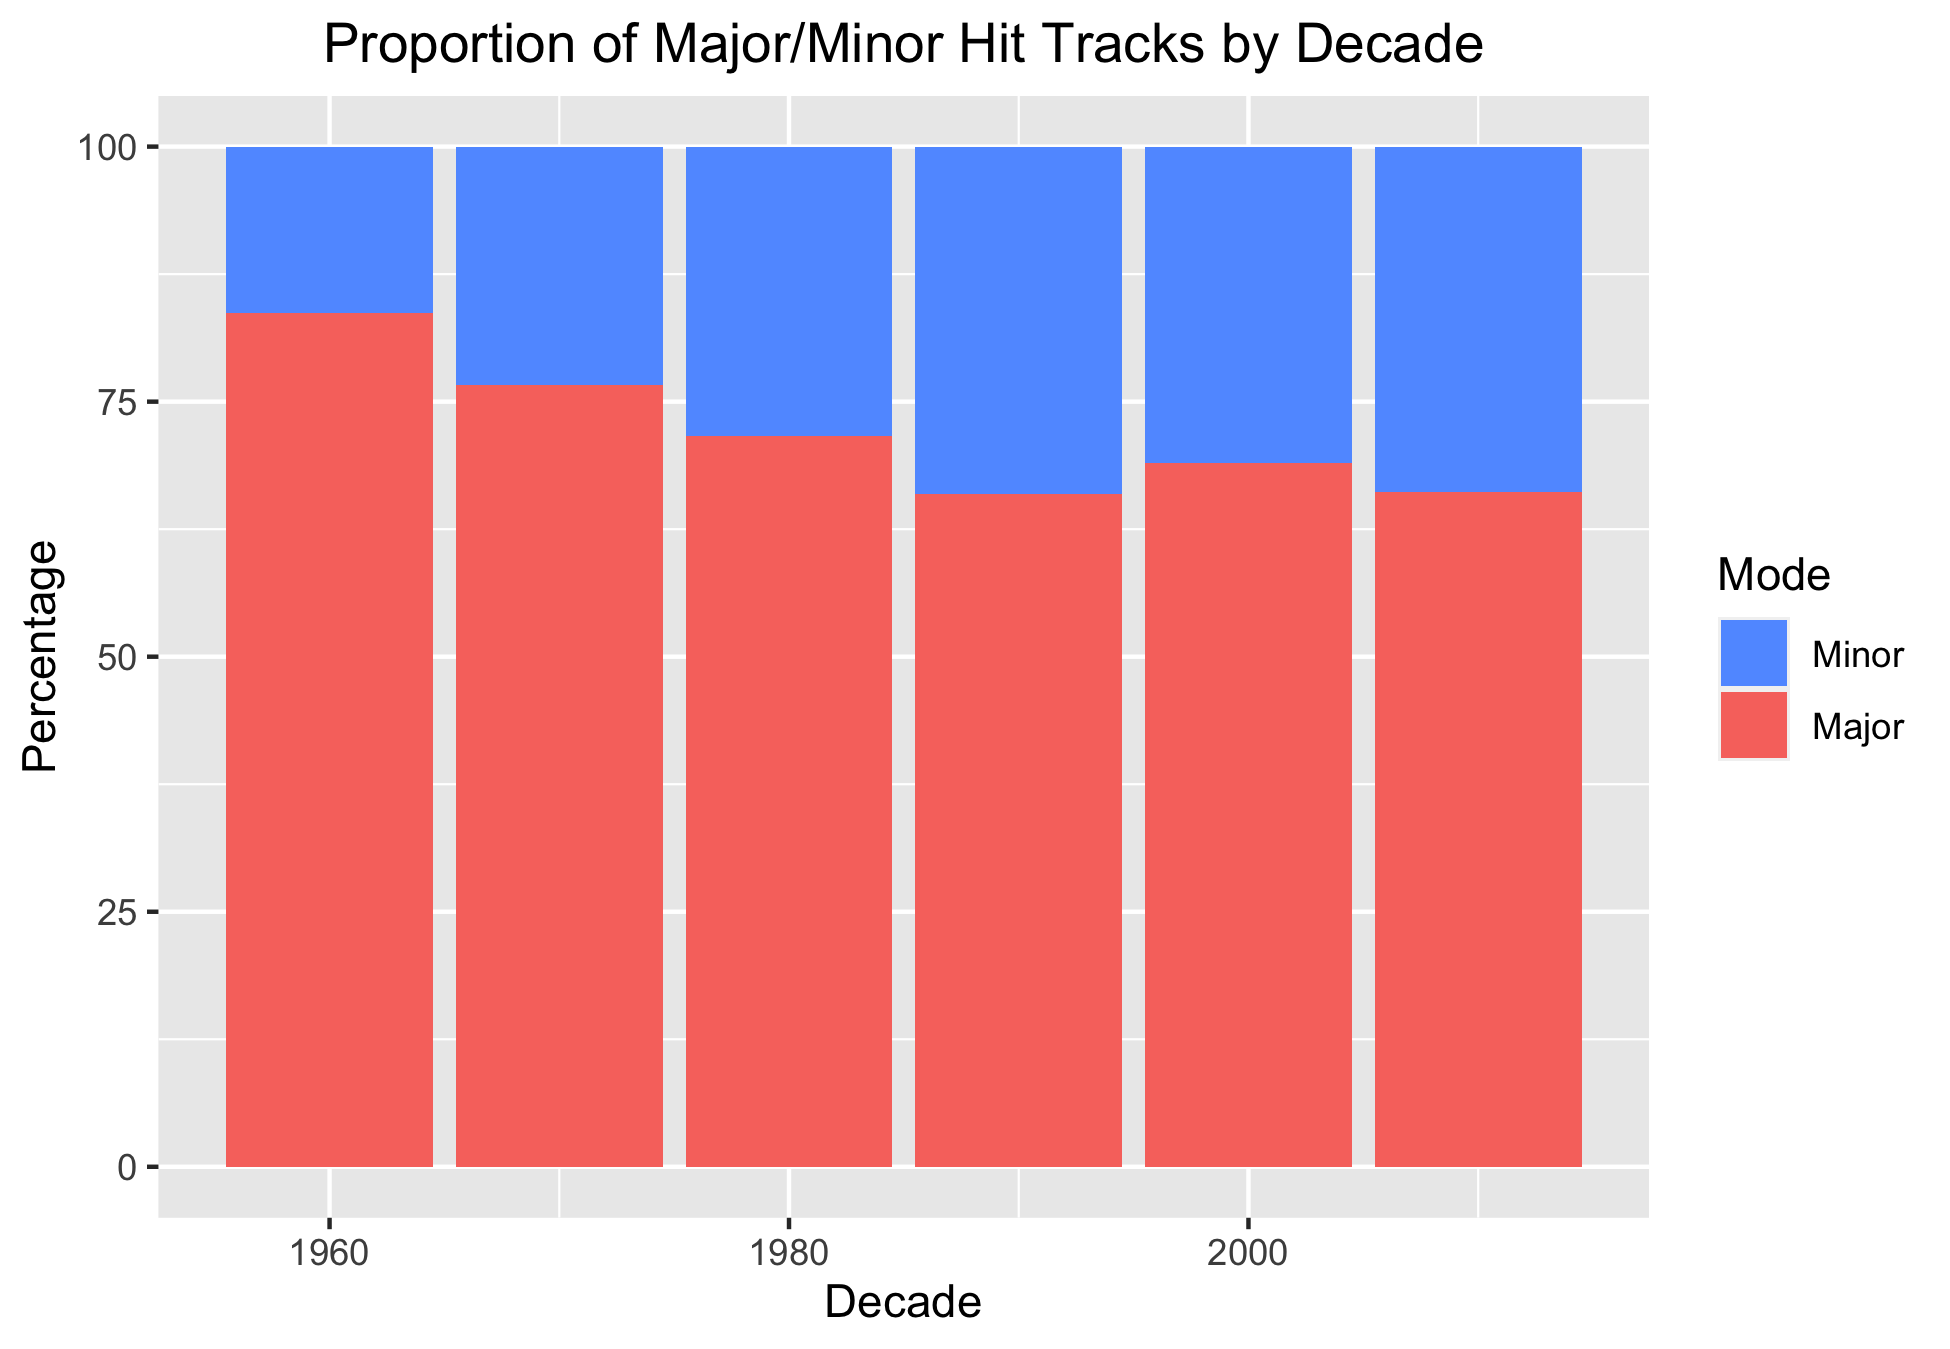 Proportion of Major/Minor Hit Tracks by Decade
100
75
50
25
0
Percentage
1960 1980 2000
Decade
Mode
Minor
Major